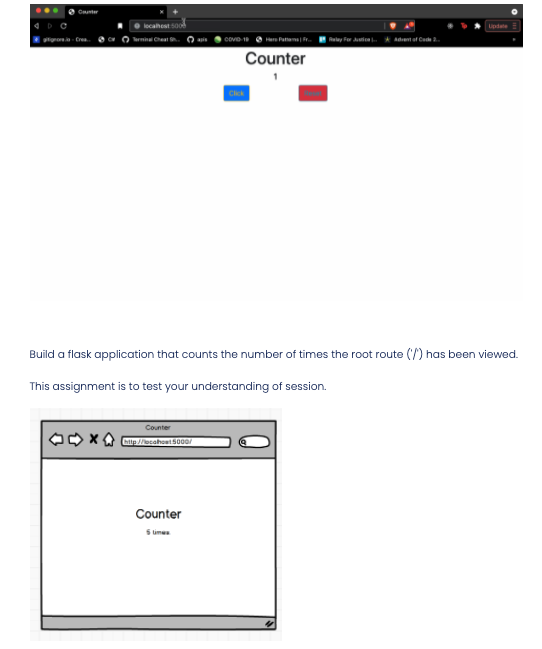 Counter
localhost:5000
Update
gitignore.io - Crea...
C#
Terminal Cheat Sh...
apis
COVID-19
Hero Patterns | Fr...
Relay For Justice |...
Advent of Code 2...
Counter
1
Click
Build a flask application that counts the number of times the root route ('/') has been viewed.
This assignment is to test your understanding of session.
Counter
http://localhost:5000/
Counter
5 times